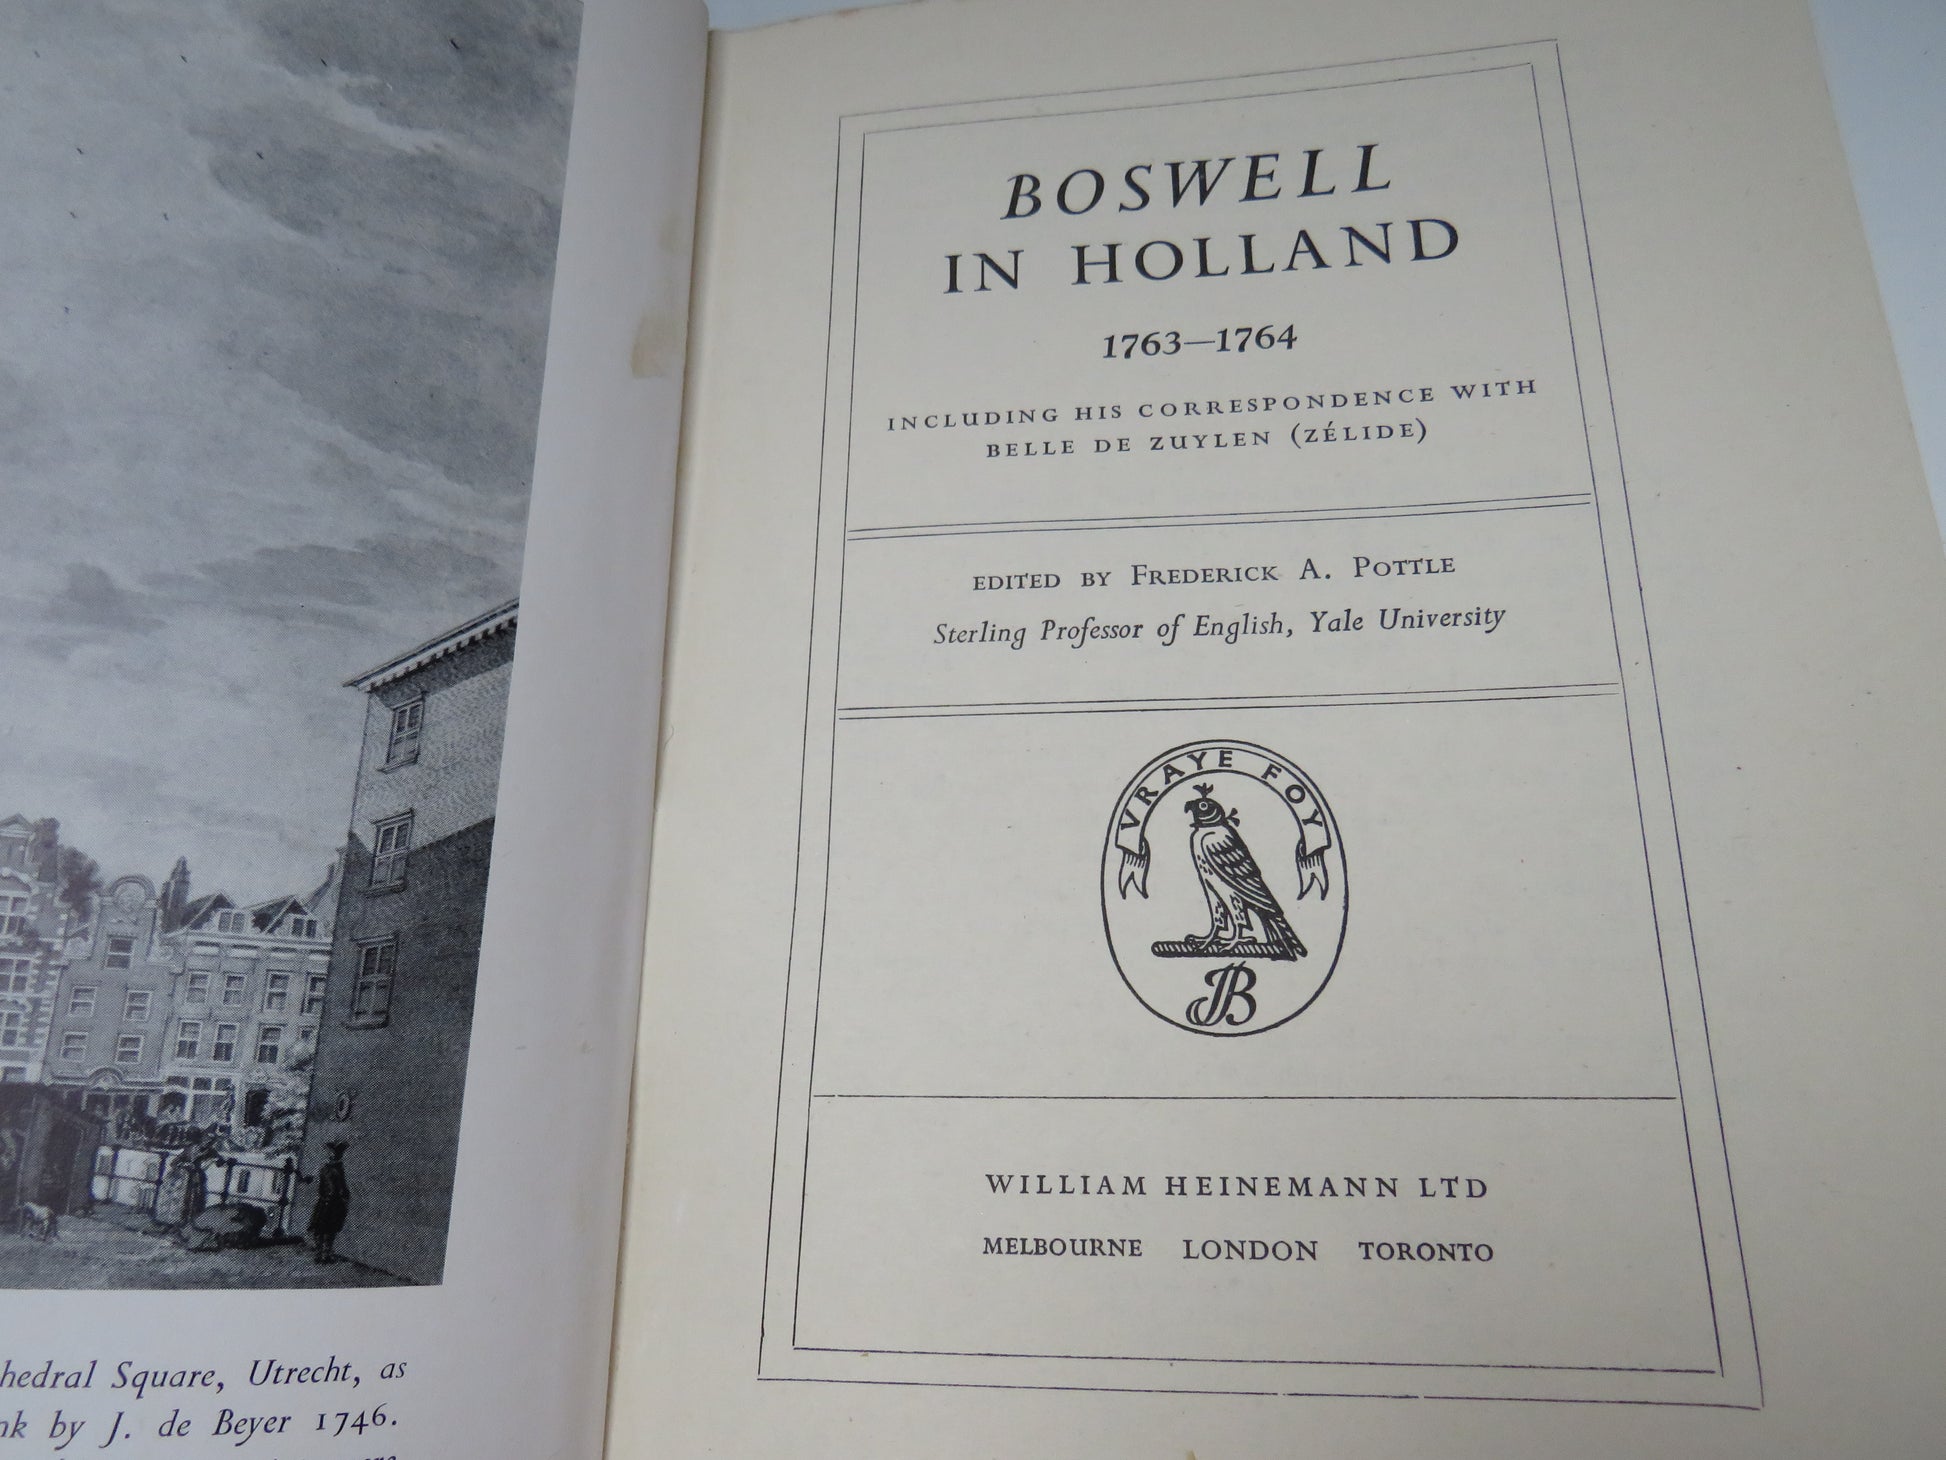 Square, Utrecht, as
by J. de Beyer 1746.
BOSWELL
IN HOLLAND
1763—1764
INCLUDING HIS CORRESPONDENCE WITH
BELLE DE ZUYLEN (ZÉLIDE)
EDITED BY FREDERICK A. POTTLE
Sterling Professor of English, Yale University
VRAYE FOY
JB
WILLIAM HEINEMANN LTD
MELBOURNE LONDON TORONTO